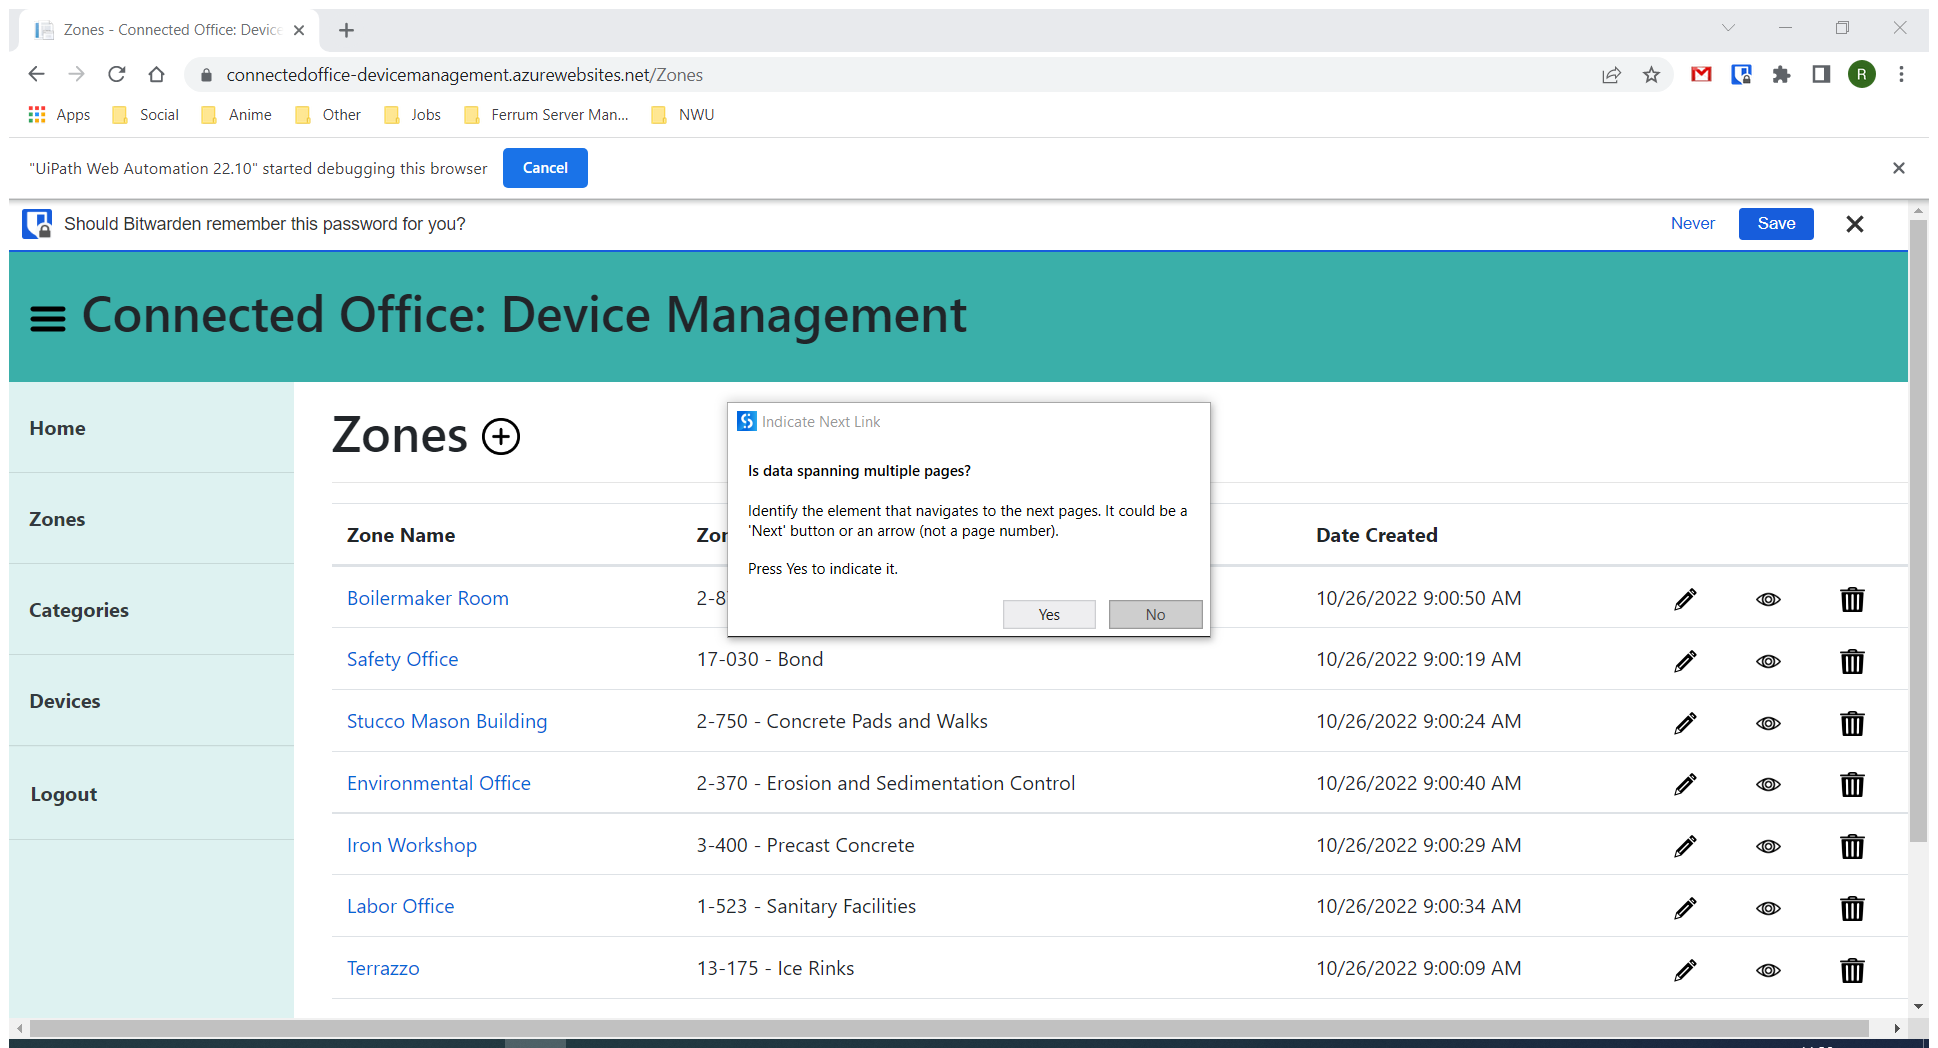 Zones - Connected Office: Device
connectedoffice-devicemanagement.azurewebsites.net/Zones
R
Apps Social Anime Other Jobs Ferrum Server Man... NWU
"UiPath Web Automation 22.10" started debugging this browser Cancel
Should Bitwarden remember this password for you? Never Save
Connected Office: Device Management
Home
Zones
Categories
Devices
Logout
Zones
Indicate Next Link
Is data spanning multiple pages?
Identify the element that navigates to the next pages. It could be a
'Next' button or an arrow (not a page number).
Press Yes to indicate it.
Yes No
Zone Name Date Created
Boilermaker Room 10/26/2022 9:00:50 AM
Safety Office 17-030 - Bond 10/26/2022 9:00:19 AM
Stucco Mason Building 2-750 - Concrete Pads and Walks 10/26/2022 9:00:24 AM
Environmental Office 2-370 - Erosion and Sedimentation Control 10/26/2022 9:00:40 AM
Iron Workshop 3-400 - Precast Concrete 10/26/2022 9:00:29 AM
Labor Office 1-523 - Sanitary Facilities 10/26/2022 9:00:34 AM
Terrazzo 13-175 - Ice Rinks 10/26/2022 9:00:09 AM